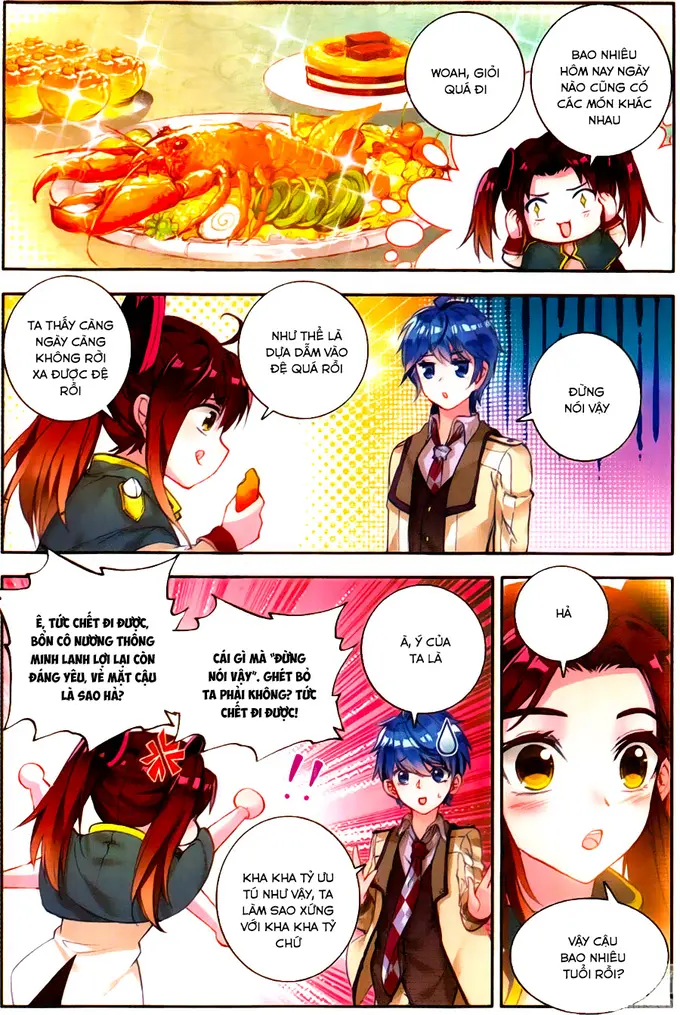 BAO NHIÊU
HÔM NAY NGÀY
NÀO CŨNG CÓ
CÁC MÓN KHÁC
NHAU
WOAH, GIỎI
QUÁ ĐI
TA THẤY CÀNG
NGÀY CÀNG
KHÔNG RỜI
XA ĐƯỢC ĐỆ
RỒI
NHƯ THỂ LÀ
DỰA DẪM VÀO
ĐỆ QUÁ RỒI
ĐỪNG
NÓI VẬY
Ê, TỨC CHẾT ĐI ĐƯỢC,
BỔN CÔ NƯƠNG THÔNG
MINH LANH LỢI LẠI CÒN
ĐÁNG YÊU, VẺ MẶT CẬU
LÀ SAO HẢ?
CÁI GÌ MÀ "ĐỪNG
NÓI VẬY". GHÉT BỎ
TA PHẢI KHÔNG? TỨC
CHẾT ĐI ĐƯỢC!
À, Ý CỦA
TA LÀ
!!
KHA KHA TỶ ƯU
TÚ NHƯ VẬY, TA
LÀM SAO XỨNG
VỚI KHA KHA TỶ
CHỨ
HẢ
VẬY CẬU
BAO NHIÊU
TUỔI RỒI?